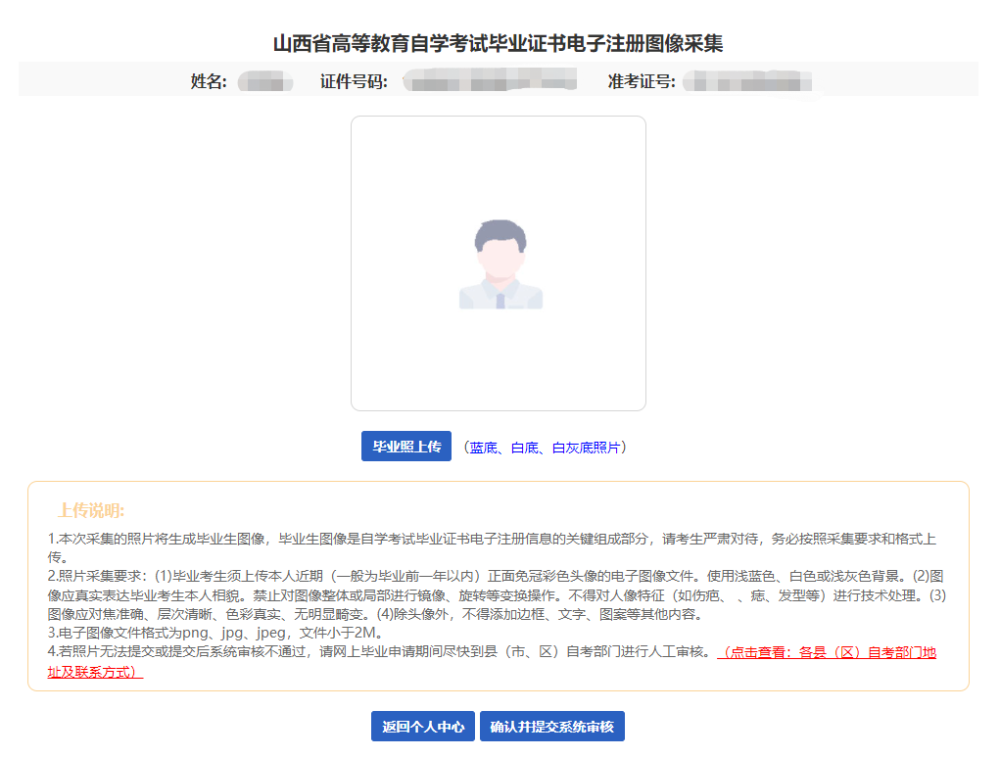 山西省高等教育自学考试毕业证书电子注册图像采集
姓名: 证件号码: 准考证号:
毕业照上传 （蓝底、白底、白灰底照片）
上传说明:
1.本次采集的照片将生成毕业生图像，毕业生图像是自学考试毕业证书电子注册信息的关键组成部分，请考生严肃对待，务必按照采集要求和格式上
传。
2.照片采集要求：(1)毕业考生须上传本人近期（一般为毕业前一年以内）正面免冠彩色头像的电子图像文件。使用浅蓝色、白色或浅灰色背景。(2)图
像应真实表达毕业考生本人相貌。禁止对图像整体或局部进行镜像、旋转等变换操作。不得对人像特征（如伤疤、 、痣、发型等）进行技术处理。(3)
图像应对焦准确、层次清晰、色彩真实、无明显畸变。(4)除头像外，不得添加边框、文字、图案等其他内容。
3.电子图像文件格式为png、jpg、jpeg，文件小于2M。
4.若照片无法提交或提交后系统审核不通过，请网上毕业申请期间尽快到县（市、区）自考部门进行人工审核。（点击查看：各县（区）自考部门地
址及联系方式）
返回个人中心 确认并提交系统审核